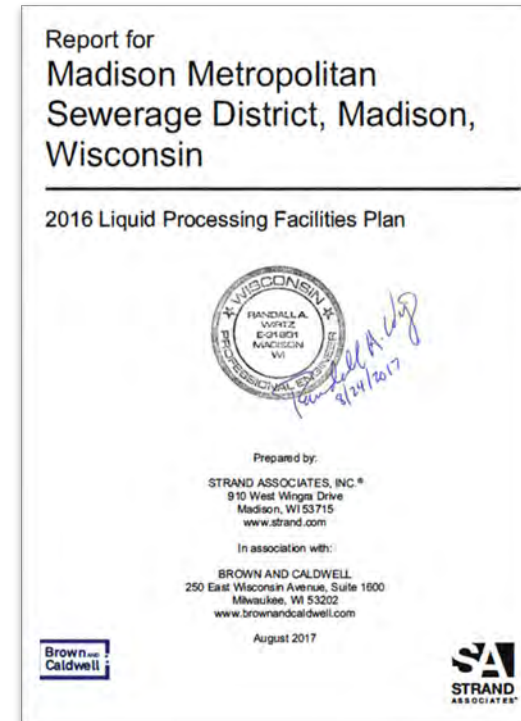 Report for
Madison Metropolitan
Sewerage District, Madison,
Wisconsin
2016 Liquid Processing Facilities Plan
WISCONSIN
RANDALL A.
WIRTZ
E-31801
MADISON
WI
PROFESSIONAL ENGINEER
Randall A. Wirtz
8/24/2017
Prepared by:
STRAND ASSOCIATES, INC.®
910 West Wingra Drive
Madison, WI 53715
www.strand.com
In association with:
BROWN AND CALDWELL
250 East Wisconsin Avenue, Suite 1600
Milwaukee, WI 53202
www.brownandcaldwell.com
August 2017
Brown AND
Caldwell
SA
STRAND
ASSOCIATES®